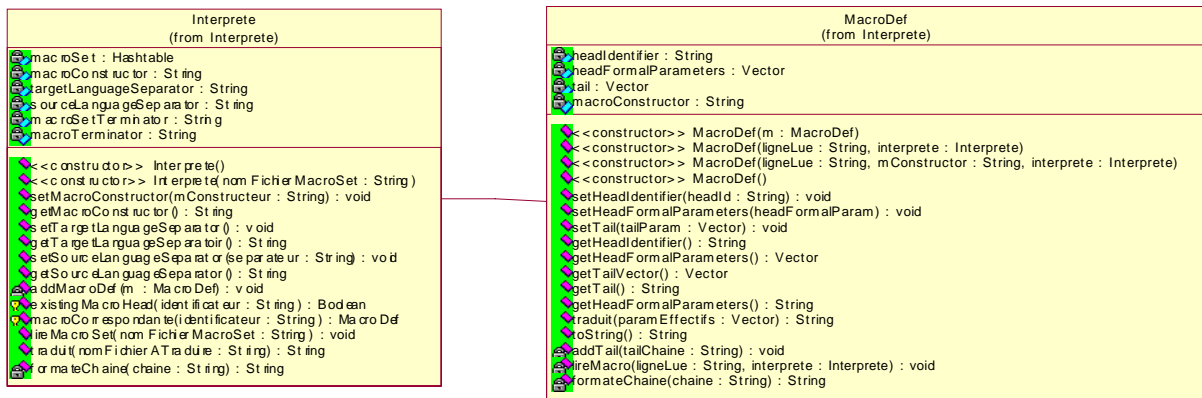 Interprete
(from Interprete)
macroSet : Hashtable
macroConstructor : String
targetLanguageSeparator : String
sourceLanguageSeparator : String
macroSetTerminator : String
macroTerminator : String
<<constructor>> Interprete()
<<constructor>> Interprete(nomFichierMacroSet : String)
setMacroConstructor(mConstructeur : String) : void
getMacroConstructor() : String
setTargetLanguageSeparator() : void
getTargetLanguageSeparatoir() : String
setSourceLanguageSeparator(separateur : String) : void
getSourceLanguageSeparator() : String
addMacroDef(m : MacroDef) : void
existingMacroHead(identificateur : String) : Boolean
macroCorrespondante(identificateur : String) : MacroDef
lireMacroSet(nomFichierMacroSet : String) : void
traduit(nomFichierATraduire : String) : String
formateChaine(chaine : String) : String
MacroDef
(from Interprete)
headIdentifier : String
headFormalParameters : Vector
tail : Vector
macroConstructor : String
<<constructor>> MacroDef(m : MacroDef)
<<constructor>> MacroDef(ligneLue : String, interprete : Interprete)
<<constructor>> MacroDef(ligneLue : String, mConstructor : String, interprete : Interprete)
<<constructor>> MacroDef()
setHeadIdentifier(headId : String) : void
setHeadFormalParameters(headFormalParam) : void
setTail(tailParam : Vector) : void
getHeadIdentifier() : String
getHeadFormalParameters() : Vector
getTailVector() : Vector
getTail() : String
getHeadFormalParameters() : String
traduit(paramEffectifs : Vector) : String
toString() : String
addTail(tailChaine : String) : void
lireMacro(ligneLue : String, interprete : Interprete) : void
formateChaine(chaine : String) : String